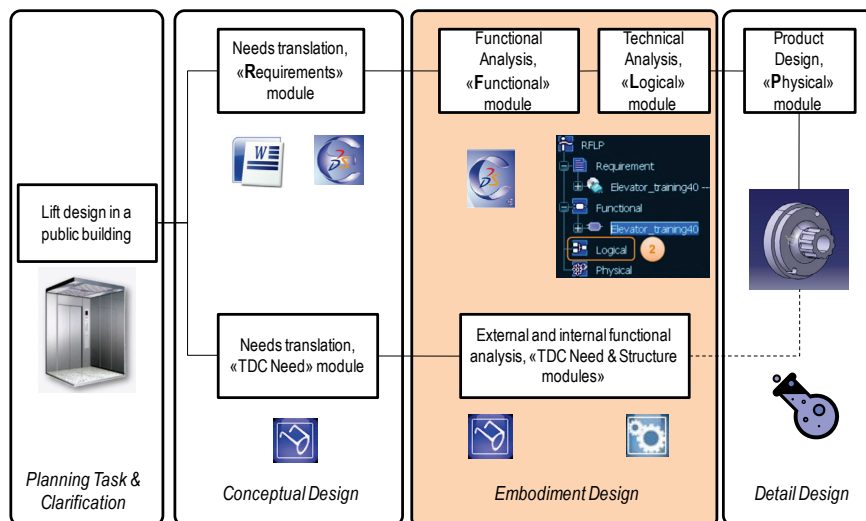 Needs translation,
«Requirements»
module
Functional
Analysis,
«Functional»
module
Technical
Analysis,
«Logical»
module
Product
Design,
«Physical»
module
W
DS
DS
RFLP
Requirement
Elevator_training40 --
Functional
Elevator_training40
Logical
2
Physical
Lift design in a
public building
Needs translation,
«TDC Need» module
External and internal functional
analysis, «TDC Need & Structure
modules»
Planning Task &
Clarification
Conceptual Design
Embodiment Design
Detail Design